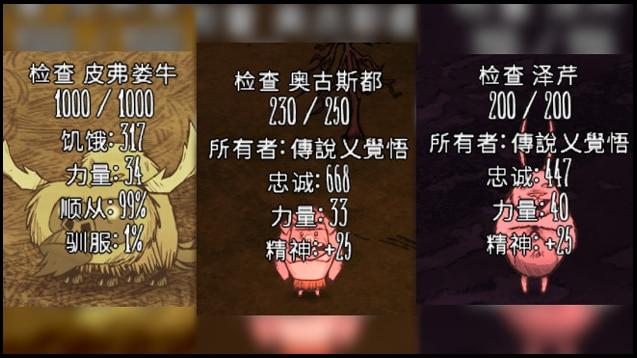 检查 皮弗娄牛
1000 / 1000
饥饿: 317
力量: 34
顺从: 99%
驯服: 1%
检查 奥古斯都
230 / 250
所有者: 傳說乂覺悟
忠诚: 668
力量: 33
精神: +25
检查 泽芹
200 / 200
所有者: 傳說乂覺悟
忠诚: 447
力量: 40
精神: +25